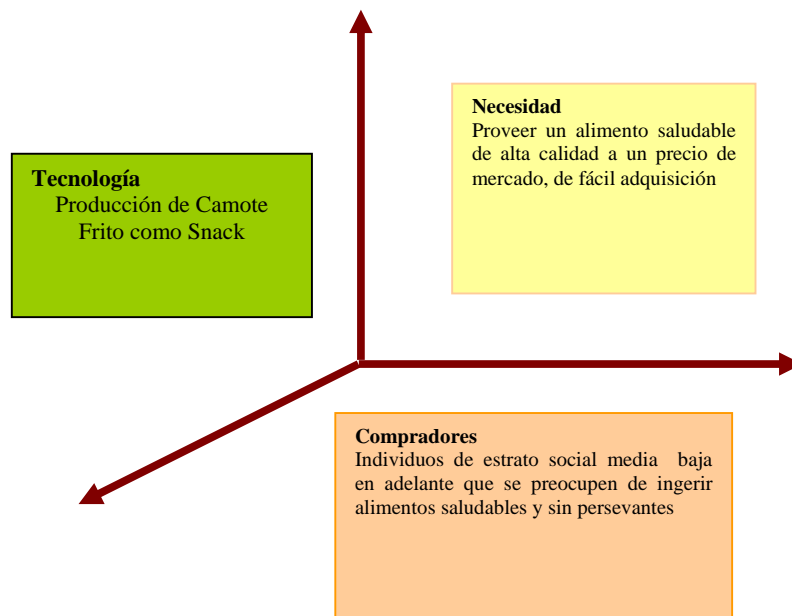 Necesidad
Proveer un alimento saludable
de alta calidad a un precio de
mercado, de fácil adquisición
Tecnología
Producción de Camote
Frito como Snack
Compradores
Individuos de estrato social media baja
en adelante que se preocupen de ingerir
alimentos saludables y sin persevantes